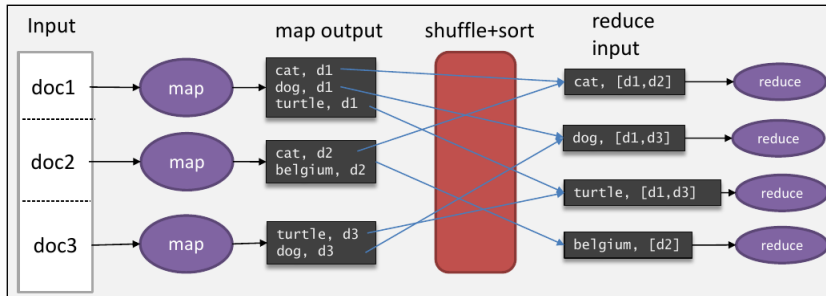 Input
map output
shuffle+sort
reduce
input
doc1
map
cat, d1
dog, d1
turtle, d1
cat, [d1,d2]
reduce
dog, [d1,d3]
reduce
doc2
map
cat, d2
belgium, d2
turtle, [d1,d3]
reduce
doc3
map
turtle, d3
dog, d3
belgium, [d2]
reduce